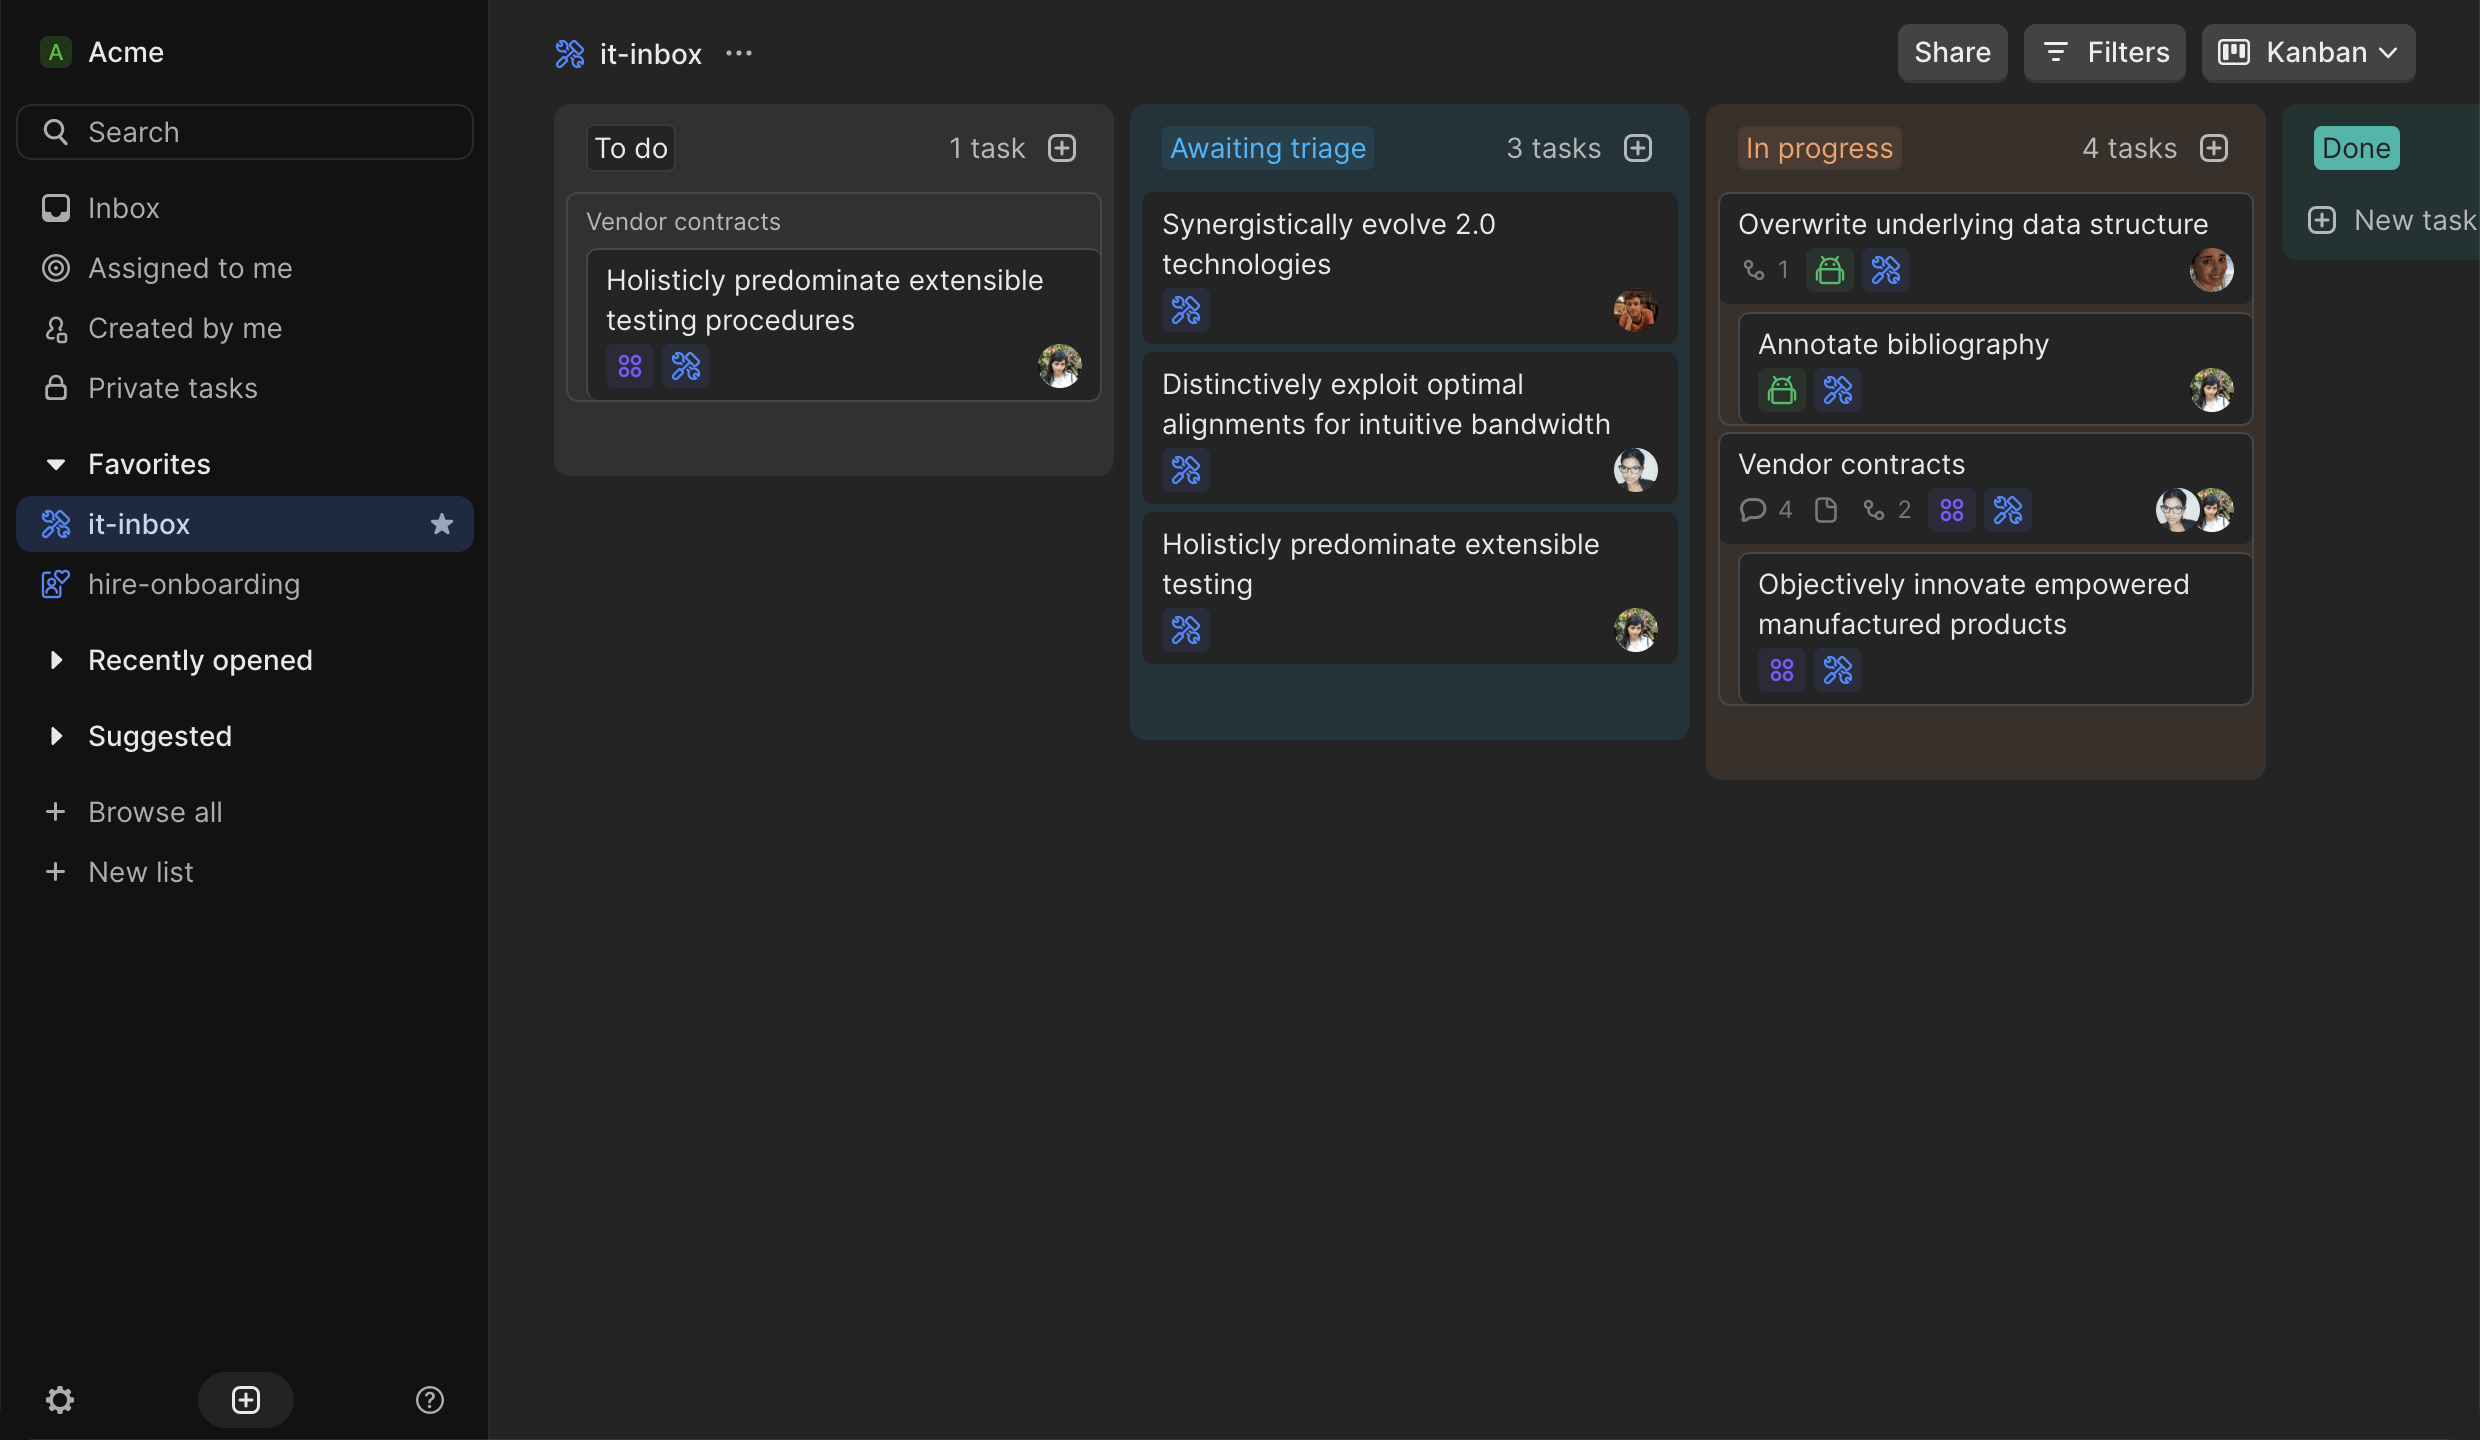 A Acme
Search
Inbox
Assigned to me
Created by me
Private tasks
Favorites
it-inbox
hire-onboarding
Recently opened
Suggested
Browse all
New list
it-inbox
Share
Filters
Kanban
To do
1 task
Vendor contracts
Holisticly predominate extensible
testing procedures
Awaiting triage
3 tasks
Synergistically evolve 2.0
technologies
Distinctively exploit optimal
alignments for intuitive bandwidth
Holisticly predominate extensible
testing
In progress
4 tasks
Overwrite underlying data structure
1
Annotate bibliography
Vendor contracts
4
2
Objectively innovate empowered
manufactured products
Done
New task